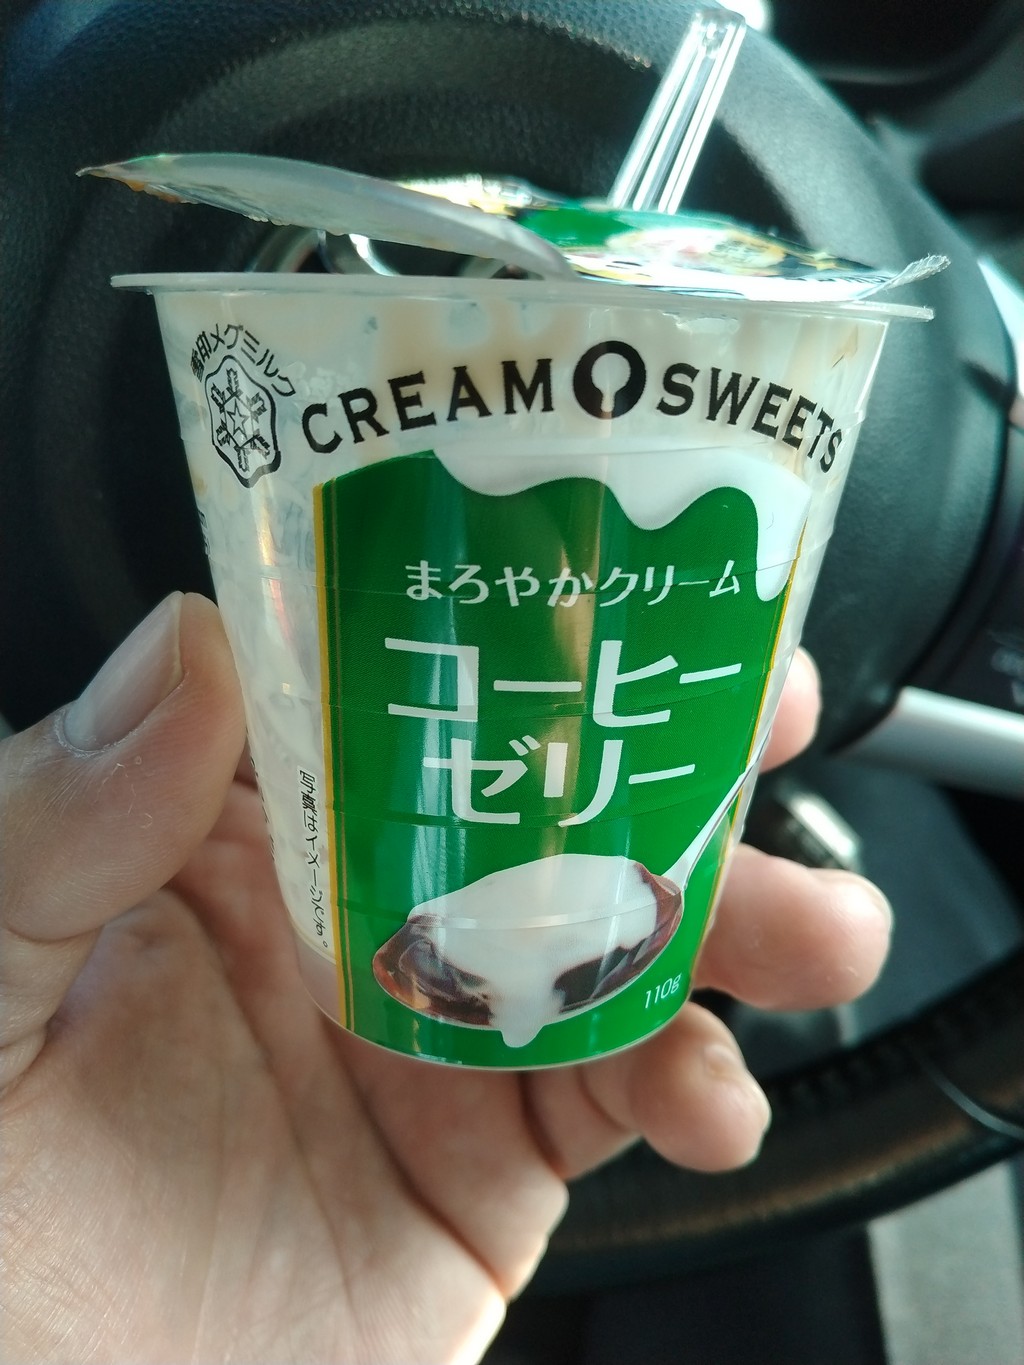 雪印メグミルク
CREAM SWEETS
まろやかクリーム
コーヒー
ゼリー
写真はイメージです。
110g